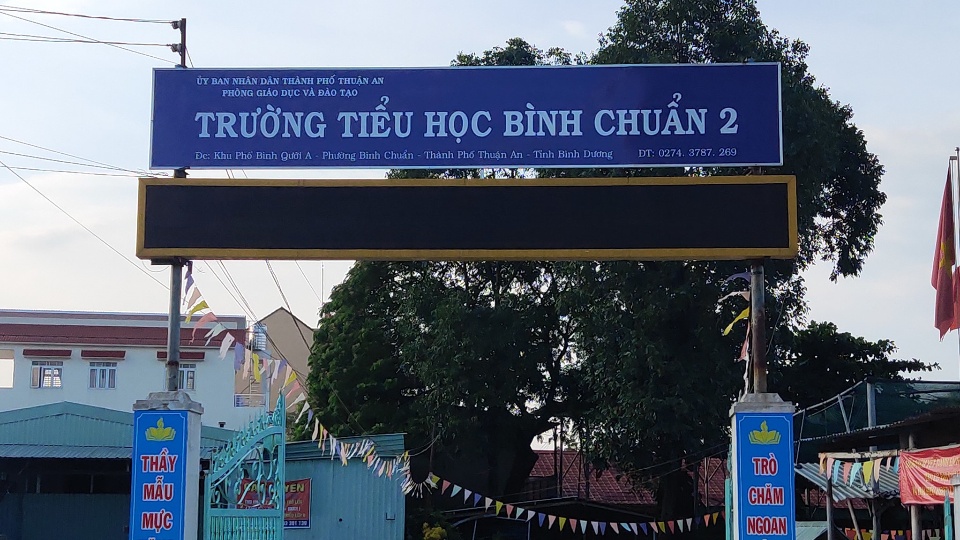 ỦY BAN NHÂN DÂN THÀNH PHỐ THUẬN AN
PHÒNG GIÁO DỤC VÀ ĐÀO TẠO
TRƯỜNG TIỂU HỌC BÌNH CHUẨN 2
Đc: Khu Phố Bình Qưới A - Phường Bình Chuẩn - Thành Phố Thuận An - Tỉnh Bình Dương ĐT: 0274. 3787. 269
THẦY
MẪU
MỰC
TRÒ
CHĂM
NGOAN